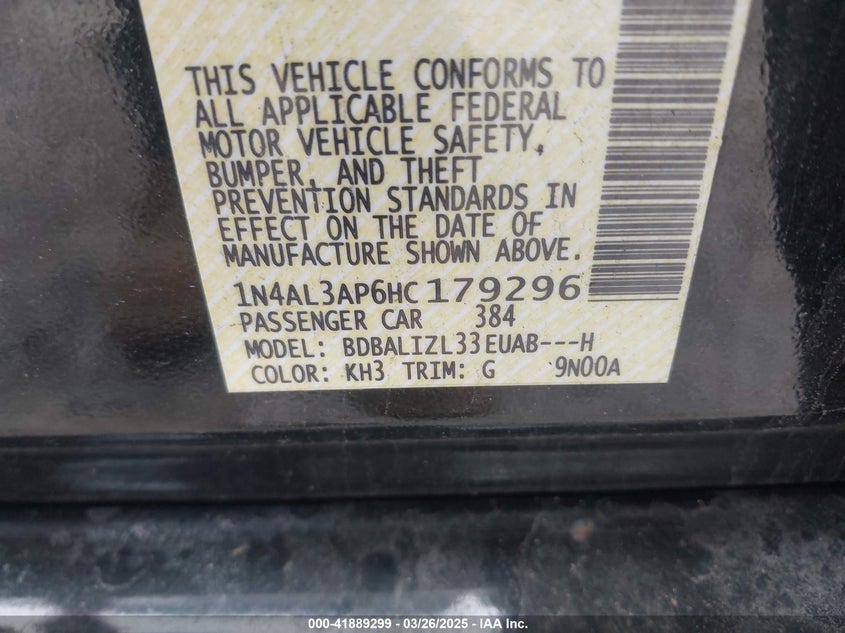 THIS VEHICLE CONFORMS TO
ALL APPLICABLE FEDERAL
MOTOR VEHICLE SAFETY,
BUMPER, AND THEFT
PREVENTION STANDARDS IN
EFFECT ON THE DATE OF
MANUFACTURE SHOWN ABOVE.
1N4AL3AP6HC179296
PASSENGER CAR 384
MODEL: BDBALIZL33EUAB---H
COLOR: KH3 TRIM: G 9N00A
000-41889299 - 03/26/2025 - IAA, Inc.